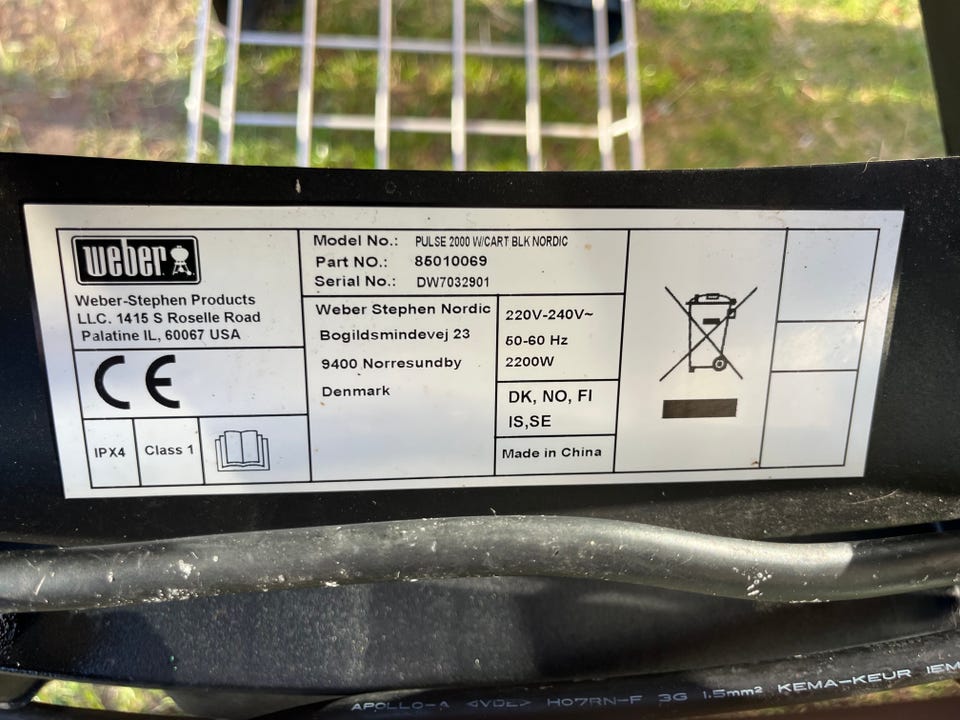 weber
Weber-Stephen Products
LLC. 1415 S Roselle Road
Palatine IL, 60067 USA
CE
IPX4
Class 1
Model No.: PULSE 2000 W/CART BLK NORDIC
Part NO.: 85010069
Serial No.: DW7032901
Weber Stephen Nordic
Bogildsmindevej 23
9400 Norresundby
Denmark
220V-240V~
50-60 Hz
2200W
DK, NO, FI
IS,SE
Made in China
APOLLO-A ◁VDE▷ H07RN-F 3G 1.5mm² KEMA-KEUR IEM